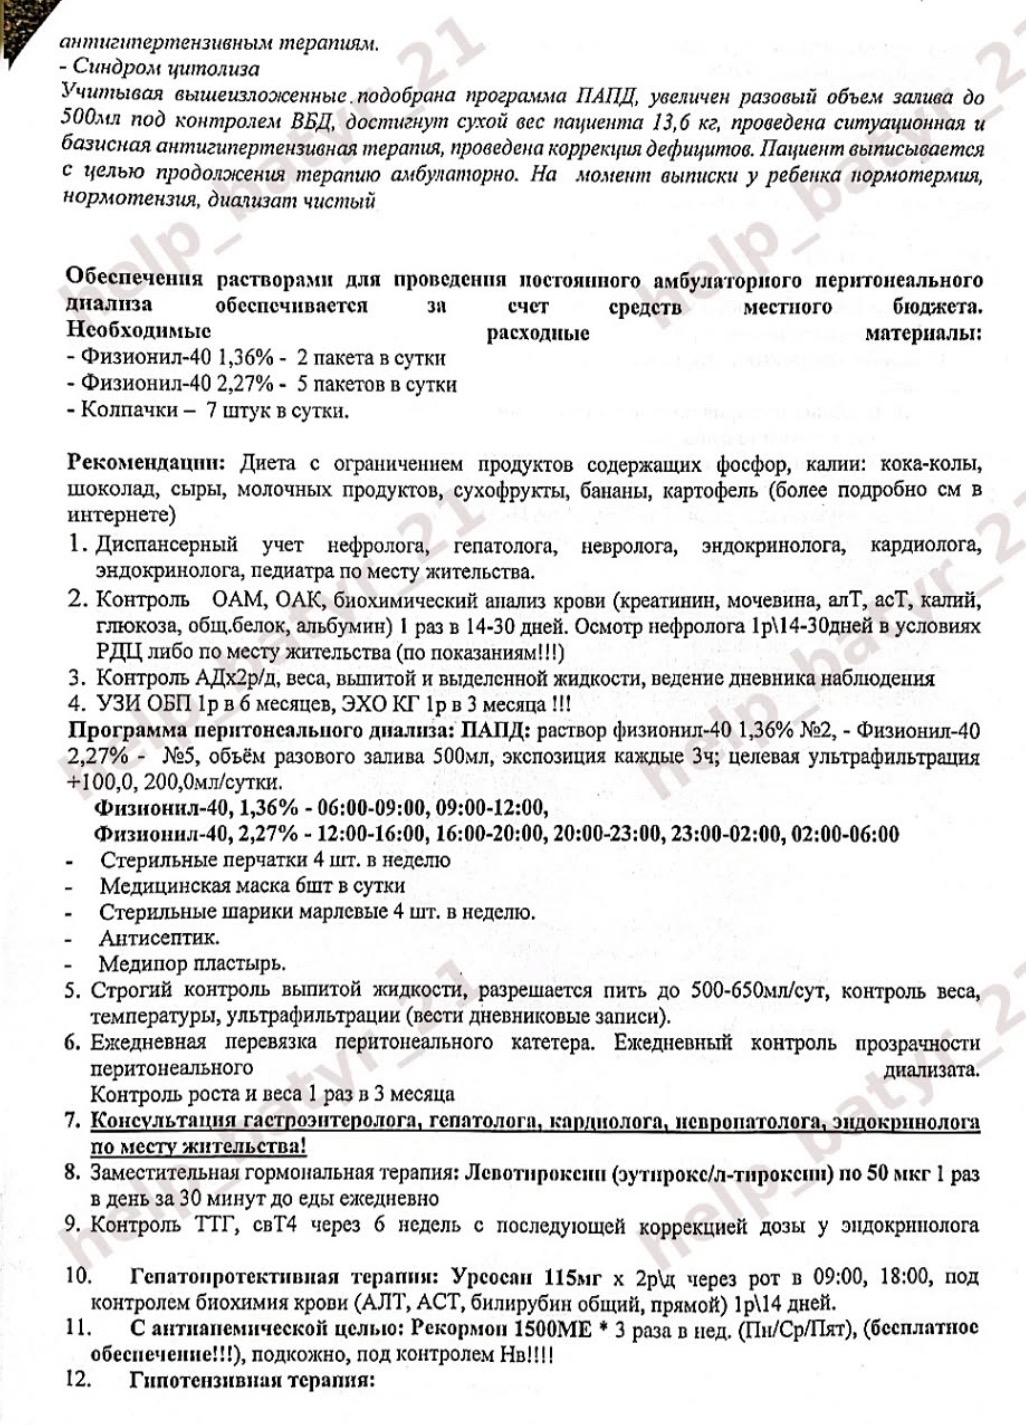 антигипертензивным терапиям.
- Синдром цитолиза
Учитывая вышеизложенные подобрана программа ПАПД, увеличен разовый объем залива до
500мл под контролем ВБД, достигнут сухой вес пациента 13,6 кг, проведена ситуационная и
базисная антигипертензивная терапия, проведена коррекция дефицитов. Пациент выписывается
с целью продолжения терапию амбулаторно. На момент выписки у ребенка нормотермия,
нормотензия, диализат чистый
Обеспечения растворами для проведения постоянного амбулаторного перитонеального
диализа обеспечивается за счет средств местного бюджета.
Необходимые расходные материалы:
- Физионил-40 1,36% - 2 пакета в сутки
- Физионил-40 2,27% - 5 пакетов в сутки
- Колпачки – 7 штук в сутки.
Рекомендации: Диета с ограничением продуктов содержащих фосфор, калии: кока-колы,
шоколад, сыры, молочных продуктов, сухофрукты, бананы, картофель (более подробно см в
интернете)
1. Диспансерный учет нефролога, гепатолога, невролога, эндокринолога, кардиолога,
эндокринолога, педиатра по месту жительства.
2. Контроль ОАМ, ОАК, биохимический анализ крови (креатинин, мочевина, алТ, асТ, калий,
глюкоза, общ.белок, альбумин) 1 раз в 14-30 дней. Осмотр нефролога 1р\14-30дней в условиях
РДЦ либо по месту жительства (по показаниям!!!)
3. Контроль АДх2р/д, веса, выпитой и выделенной жидкости, ведение дневника наблюдения
4. УЗИ ОБП 1р в 6 месяцев, ЭХО КГ 1р в 3 месяца !!!
Программа перитонеального диализа: ПАПД: раствор физионил-40 1,36% №2, - Физионил-40
2,27% - №5, объём разового залива 500мл, экспозиция каждые 3ч; целевая ультрафильтрация
+100,0, 200,0мл/сутки.
Физионил-40, 1,36% - 06:00-09:00, 09:00-12:00,
Физионил-40, 2,27% - 12:00-16:00, 16:00-20:00, 20:00-23:00, 23:00-02:00, 02:00-06:00
- Стерильные перчатки 4 шт. в неделю
- Медицинская маска 6шт в сутки
- Стерильные шарики марлевые 4 шт. в неделю.
- Антисептик.
- Медипор пластырь.
5. Строгий контроль выпитой жидкости, разрешается пить до 500-650мл/сут, контроль веса,
температуры, ультрафильтрации (вести дневниковые записи).
6. Ежедневная перевязка перитонеального катетера. Ежедневный контроль прозрачности
перитонеального диализата.
Контроль роста и веса 1 раз в 3 месяца
7. Консультация гастроэнтеролога, гепатолога, кардиолога, невропатолога, эндокринолога
по месту жительства!
8. Заместительная гормональная терапия: Левотироксин (эутирокс/л-тироксин) по 50 мкг 1 раз
в день за 30 минут до еды ежедневно
9. Контроль ТТГ, свТ4 через 6 недель с последующей коррекцией дозы у эндокринолога
10. Гепатопротективная терапия: Урсосан 115мг х 2р\д через рот в 09:00, 18:00, под
контролем биохимия крови (АЛТ, АСТ, билирубин общий, прямой) 1р\14 дней.
11. С антианемической целью: Рекормон 1500МЕ * 3 раза в нед. (Пн/Ср/Пят), (бесплатное
обеспечение!!!), подкожно, под контролем Нв!!!!
12. Гипотензивная терапия:
help_batyr_21
help_batyr_21
help_batyr_21
help_batyr_21
help_batyr_21
help_batyr_21